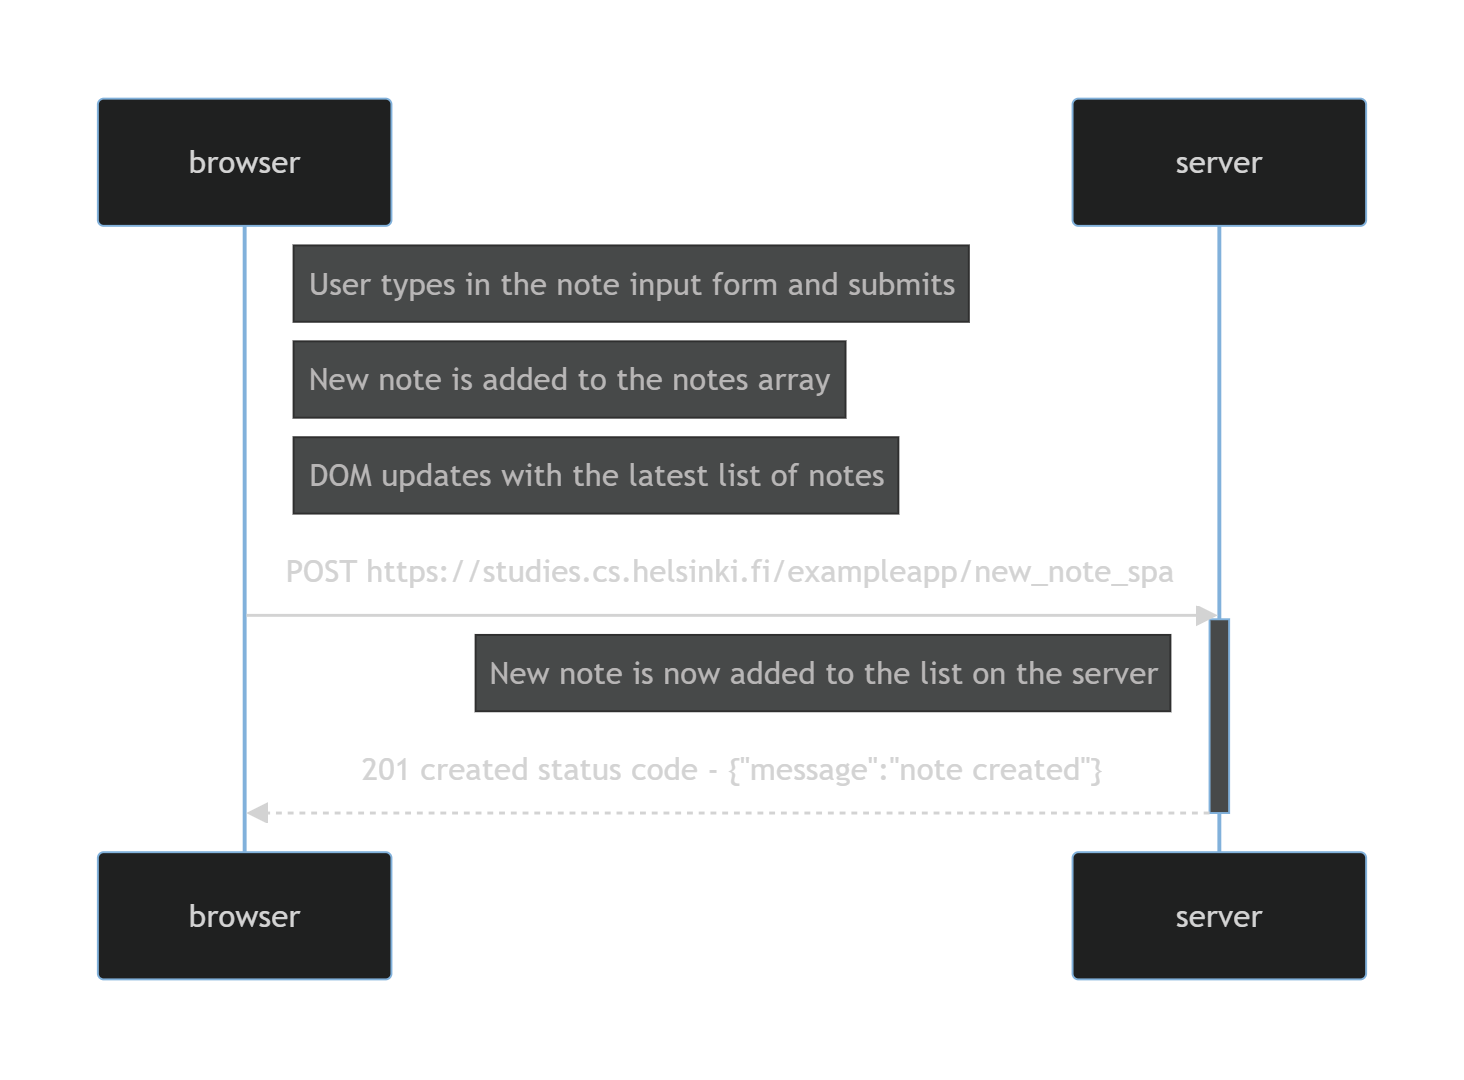 browser
server
User types in the note input form and submits
New note is added to the notes array
DOM updates with the latest list of notes
POST https://studies.cs.helsinki.fi/exampleapp/new_note_spa
New note is now added to the list on the server
201 created status code - {"message":"note created"}
browser
server